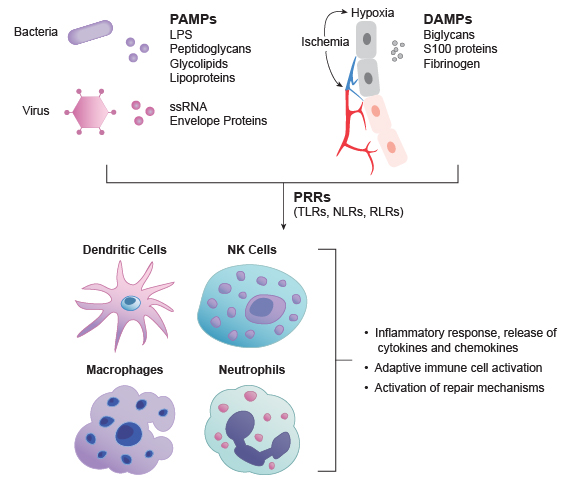 PAMPs
Bacteria
LPS
Peptidoglycans
Glycolipids
Lipoproteins
Virus
ssRNA
Envelope Proteins
Hypoxia
Ischemia
DAMPs
Biglycans
S100 proteins
Fibrinogen
PRRs
(TLRs, NLRs, RLRs)
Dendritic Cells
NK Cells
Macrophages
Neutrophils
• Inflammatory response, release of
cytokines and chemokines
• Adaptive immune cell activation
• Activation of repair mechanisms